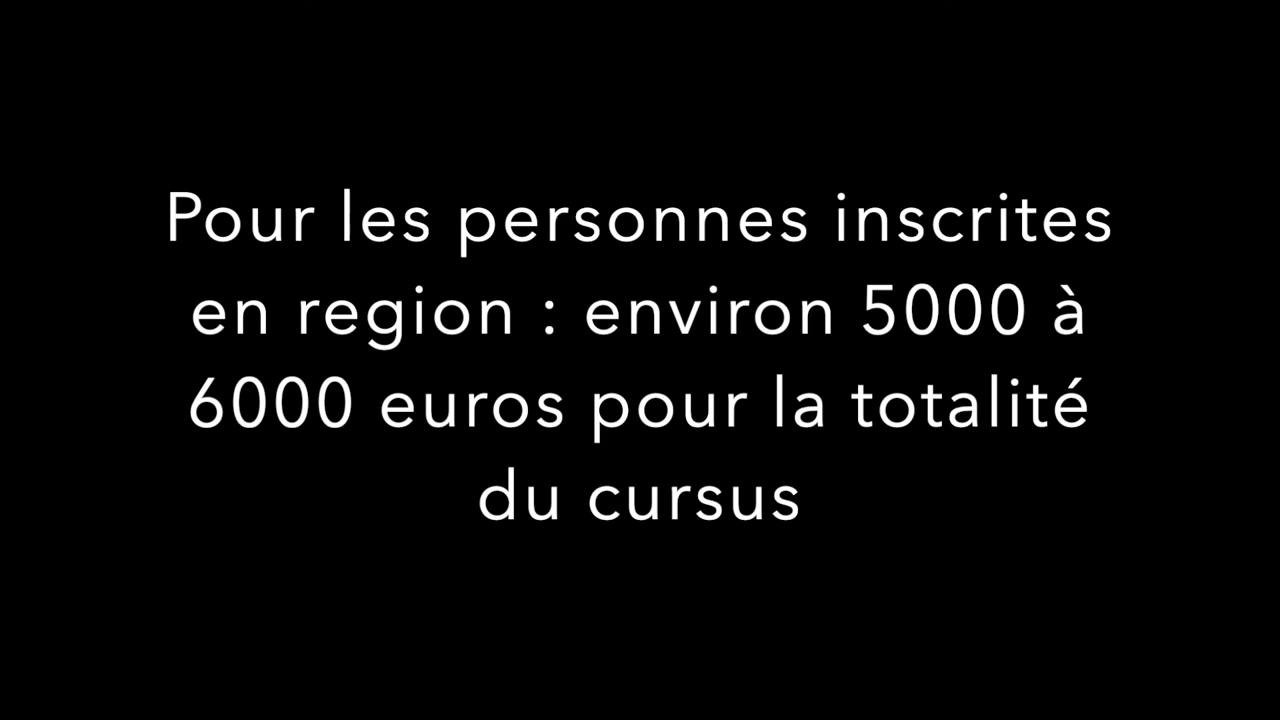 Pour les personnes inscrites
en region : environ 5000 à
6000 euros pour la totalité
du cursus